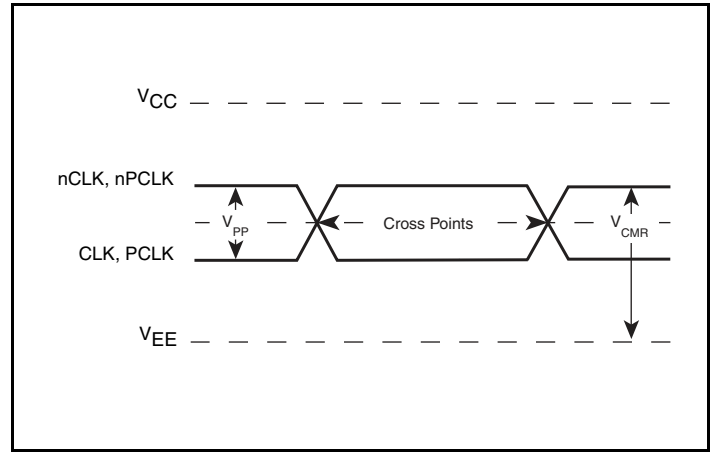 VCC
nCLK, nPCLK
VPP
Cross Points
VCMR
CLK, PCLK
VEE